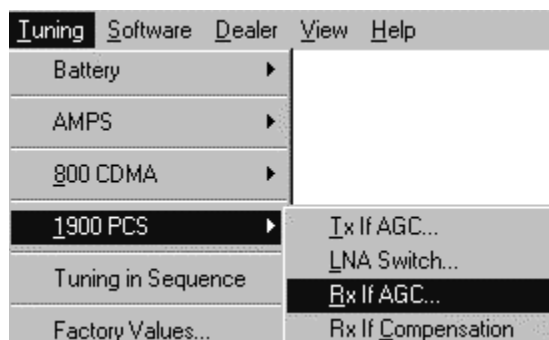 Tuning Software Dealer View Help
Battery
AMPS
800 CDMA
1900 PCS
Tuning in Sequence
Factory Values...
Tx If AGC...
LNA Switch...
Rx If AGC...
Rx If Compensation